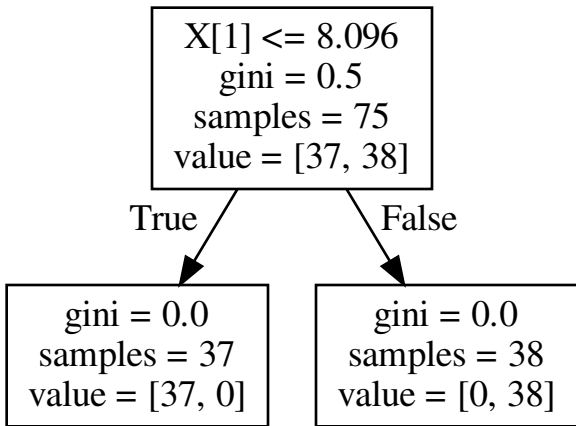 X[1] <= 8.096
gini = 0.5
samples = 75
value = [37, 38]
True
False
gini = 0.0
samples = 37
value = [37, 0]
gini = 0.0
samples = 38
value = [0, 38]